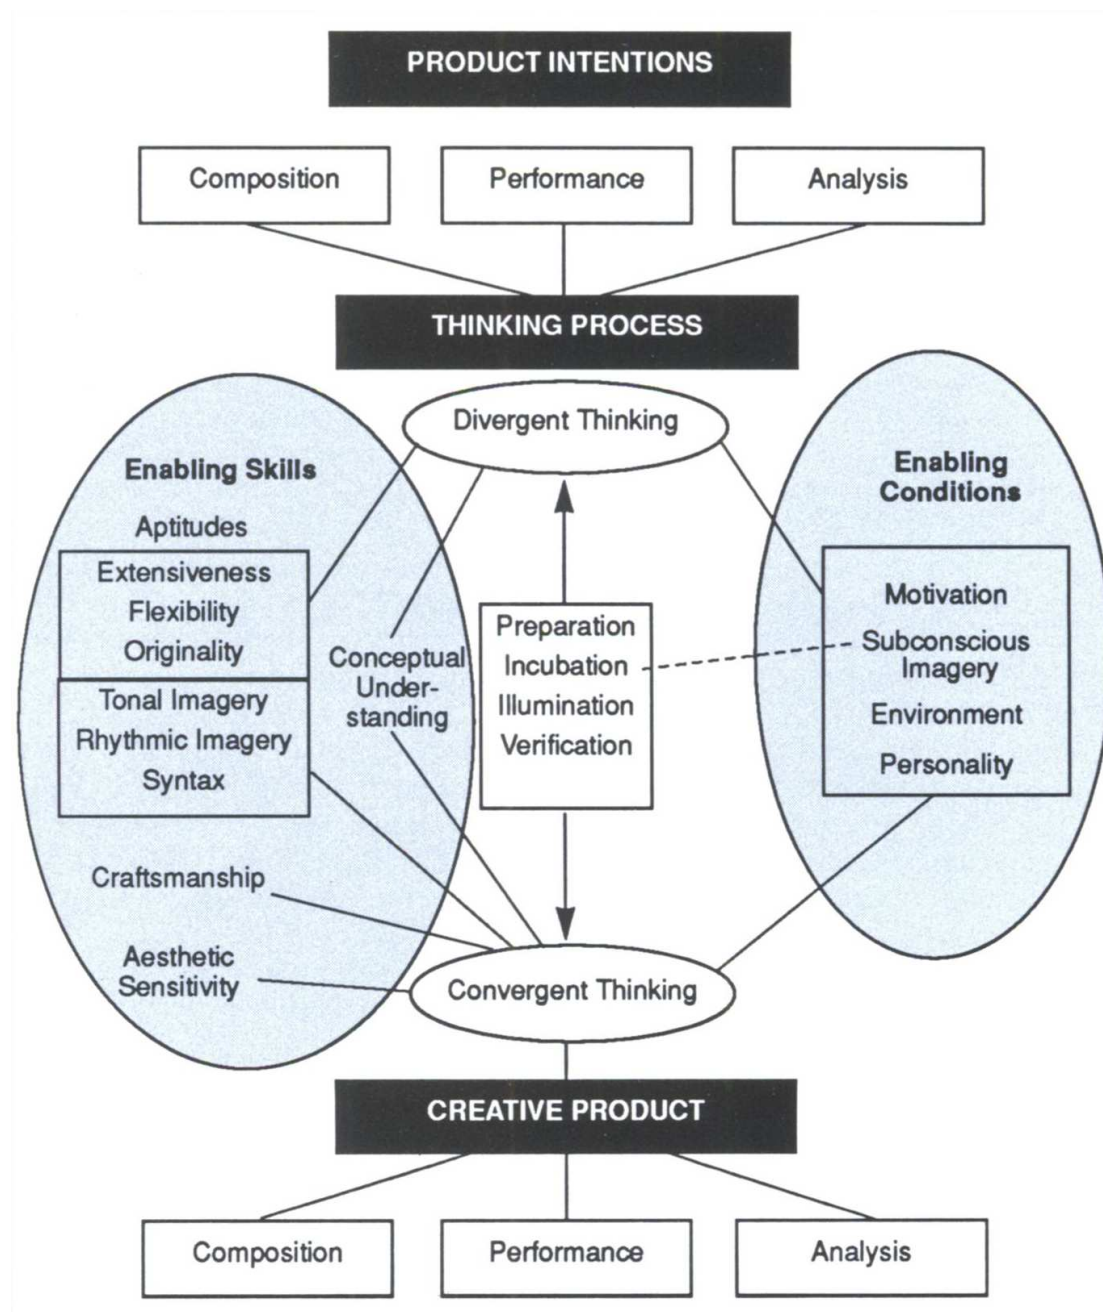 PRODUCT INTENTIONS
Composition
Performance
Analysis
THINKING PROCESS
Divergent Thinking
Enabling Skills
Aptitudes
Extensiveness
Flexibility
Originality
Tonal Imagery
Rhythmic Imagery
Syntax
Conceptual
Under-
standing
Craftsmanship
Aesthetic
Sensitivity
Preparation
Incubation
Illumination
Verification
Enabling
Conditions
Motivation
Subconscious
Imagery
Environment
Personality
Convergent Thinking
CREATIVE PRODUCT
Composition
Performance
Analysis